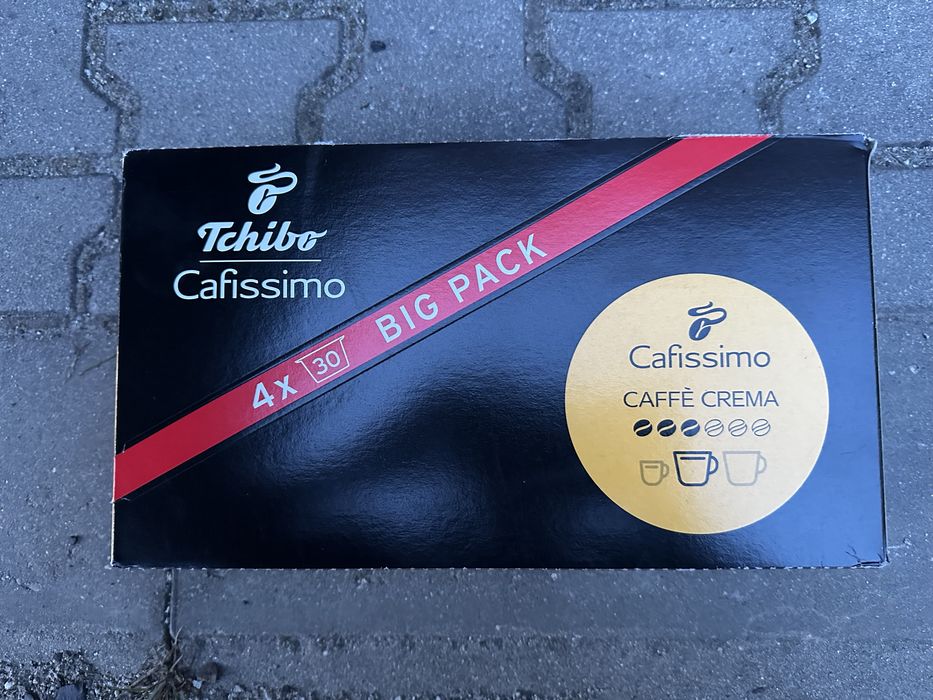 Tchibo
Cafissimo
4x 30 BIG PACK
Cafissimo
CAFFÈ CREMA